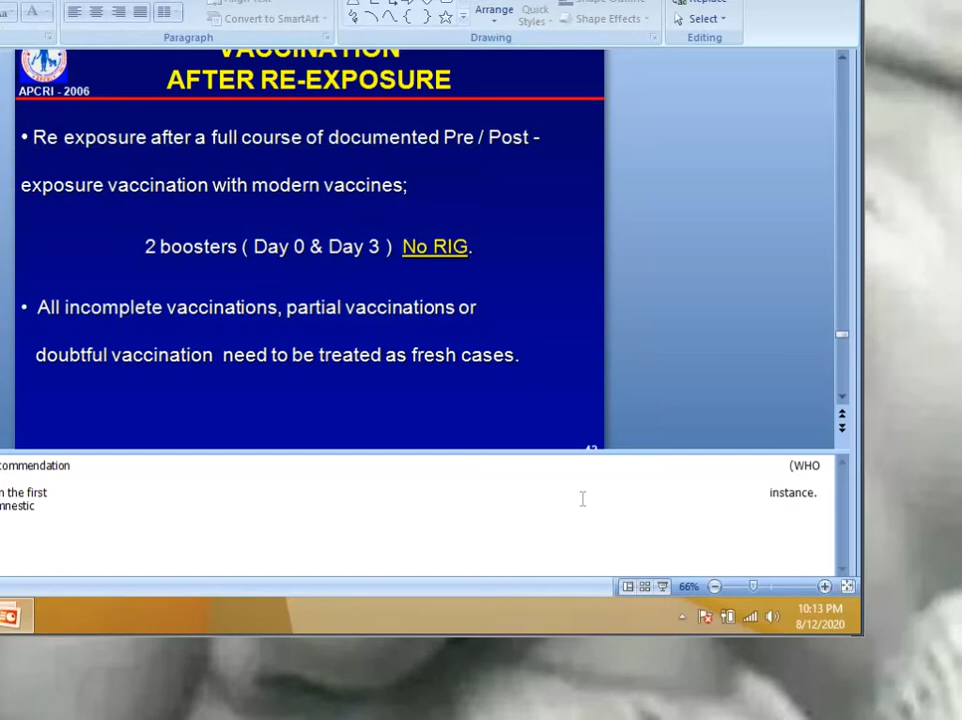 Convert to SmartArt
Arrange
Quick
Styles
Shape Effects
Select
Paragraph
Drawing
Editing
VACCINATION
AFTER RE-EXPOSURE
APCRI - 2006
• Re exposure after a full course of documented Pre / Post -
exposure vaccination with modern vaccines;
2 boosters ( Day 0 & Day 3 ) No RIG.
• All incomplete vaccinations, partial vaccinations or
doubtful vaccination need to be treated as fresh cases.
commendation (WHO
n the first instance.
mnestic
66%
10:13 PM
8/12/2020